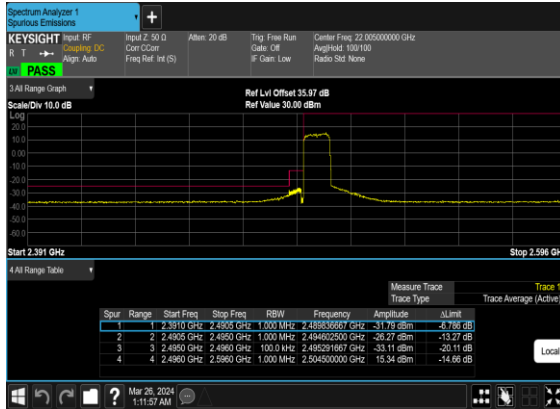 Spectrum Analyzer 1
Spurious Emissions
+
KEYSIGHT Input: RF Input Z: 50 Ω Atten: 20 dB Trig: Free Run Center Freq: 22.005000000 GHz
R T Coupling: DC Corr CCorr Gate: Off Avg|Hold: 100/100
Align: Auto Freq Ref: Int (S) IF Gain: Low Radio Std: None
PASS
3 All Range Graph
Ref Lvl Offset 35.97 dB
Scale/Div 10.0 dB Ref Value 30.00 dBm
Log
20.0
10.0
0.00
-10.0
-20.0
-30.0
-40.0
-50.0
-60.0
Start 2.391 GHz Stop 2.596 GH
4 All Range Table
Measure Trace Trace 1
Trace Type Trace Average (Active)
Spur Range Start Freq Stop Freq RBW Frequency Amplitude ΔLimit
1 1 2.3910 GHz 2.4905 GHz 1.000 MHz 2.489836667 GHz -31.79 dBm -6.786 dB
2 2 2.4905 GHz 2.4950 GHz 1.000 MHz 2.494602500 GHz -26.27 dBm -13.27 dB
3 3 2.4950 GHz 2.4960 GHz 100.0 kHz 2.495291667 GHz -33.11 dBm -20.11 dB
4 4 2.4960 GHz 2.5960 GHz 1.000 MHz 2.504500000 GHz 15.34 dBm -14.66 dB
Local
? Mar 26, 2024
1:11:57 AM